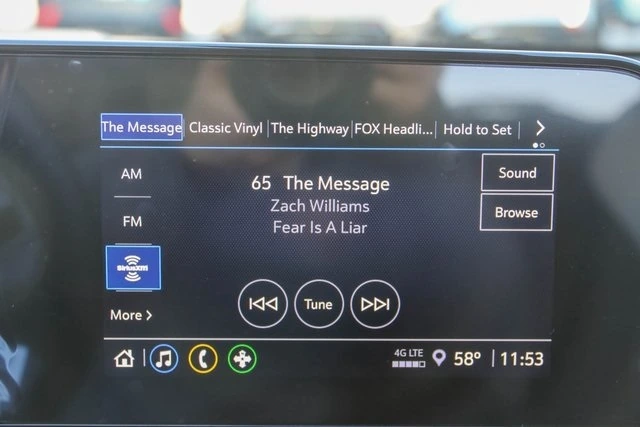 The Message Classic Vinyl The Highway FOX Headli... Hold to Set
AM
65 The Message
Sound
Zach Williams
Browse
FM
Fear Is A Liar
SiriusXM
Tune
More
4G LTE 58° 11:53